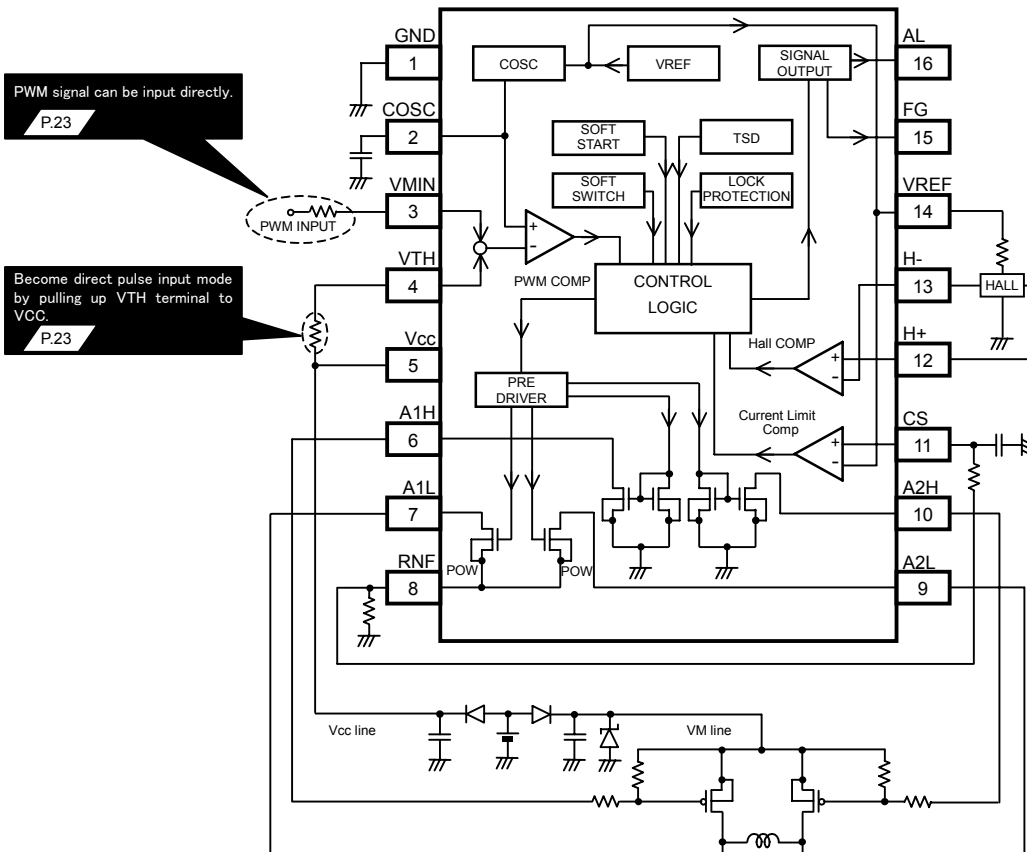 PWM signal can be input directly.
P.23
PWM INPUT
Become direct pulse input mode
by pulling up VTH terminal to
VCC.
P.23
GND
1
COSC
2
VMIN
3
VTH
4
Vcc
5
A1H
6
A1L
7
RNF
8
COSC
VREF
SIGNAL
OUTPUT
SOFT
START
TSD
SOFT
SWITCH
LOCK
PROTECTION
+
-
PWM COMP
CONTROL
LOGIC
Hall COMP
+
-
PRE
DRIVER
Current Limit
Comp
+
-
POW
POW
AL
16
FG
15
VREF
14
H-
13
HALL
H+
12
CS
11
A2H
10
A2L
9
Vcc line
VM line